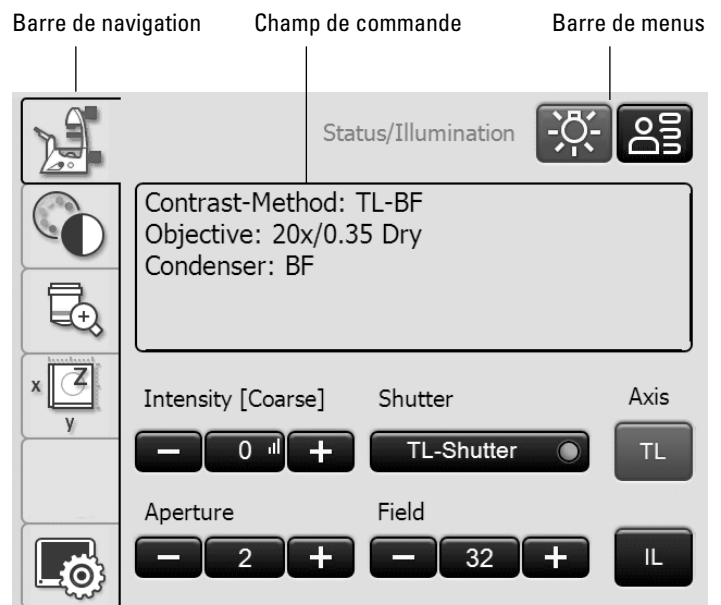 Barre de navigation Champ de commande Barre de menus
Status/Illumination
Contrast-Method: TL-BF
Objective: 20x/0.35 Dry
Condenser: BF
x Z
y
Intensity [Coarse] Shutter Axis
− 0 + TL-Shutter TL
Aperture Field
− 2 + − 32 + IL